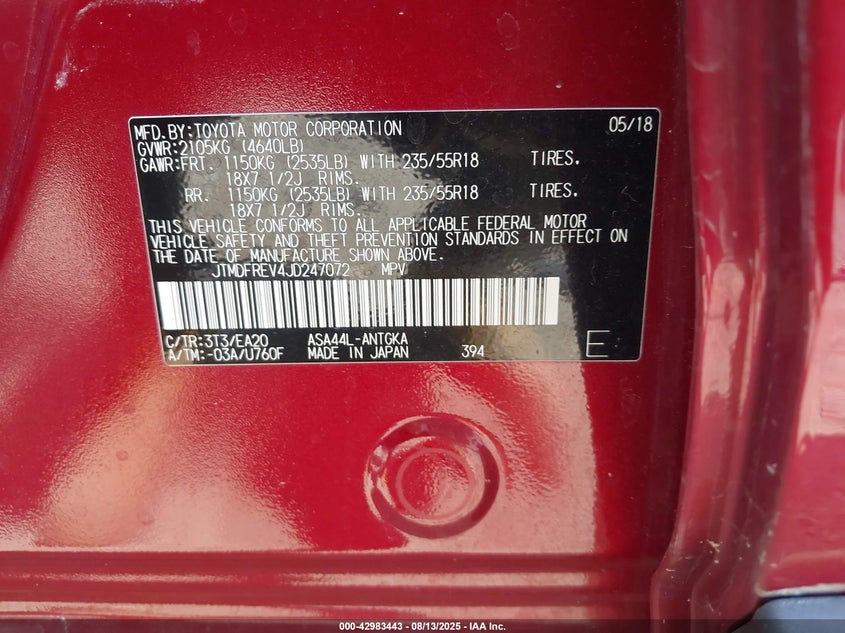 MFD.BY:TOYOTA MOTOR CORPORATION 05/18
GVWR:2105KG (4640LB)
GAWR:FRT. 1150KG (2535LB) WITH 235/55R18 TIRES.
18X7 1/2J RIMS.
RR. 1150KG (2535LB) WITH 235/55R18 TIRES.
18X7 1/2J RIMS.
THIS VEHICLE CONFORMS TO ALL APPLICABLE FEDERAL MOTOR
VEHICLE SAFETY AND THEFT PREVENTION STANDARDS IN EFFECT ON
THE DATE OF MANUFACTURE SHOWN ABOVE.
JTMDFREV4JD247072 MPV
C/TR:3T3/EA20 ASA44L-ANTGKA
A/TM:-03A/U760F MADE IN JAPAN 394 E
000-42983443 - 08/13/2025 - IAA Inc.